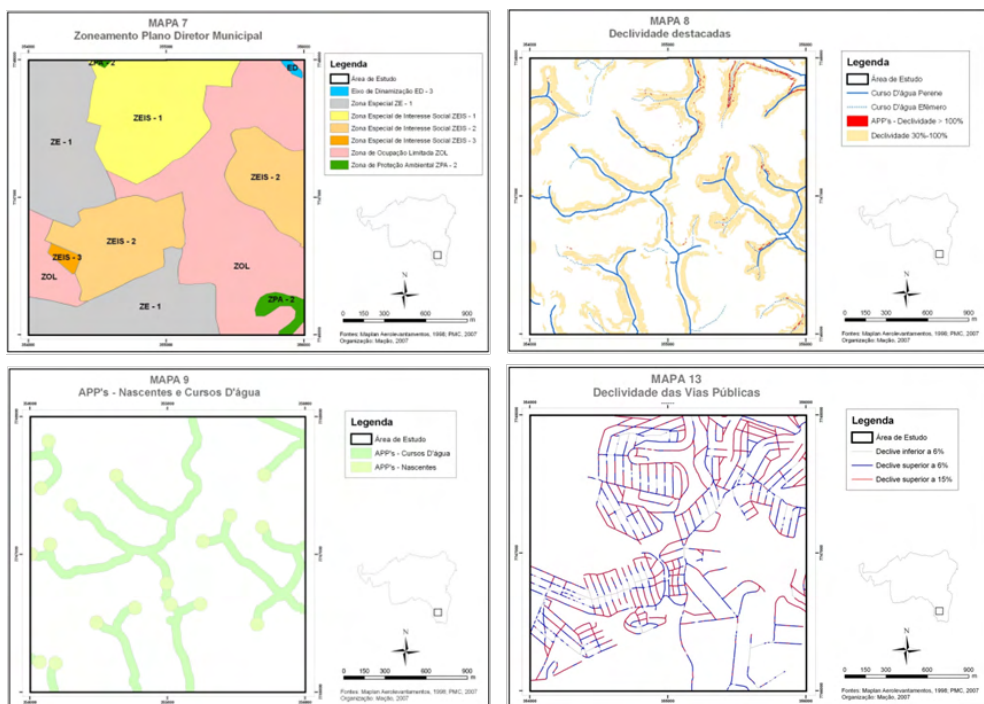 MAPA 7
Zoneamento Plano Diretor Municipal
ZPA - 2
ED
ZEIS - 1
ZE - 1
ZEIS - 2
ZEIS - 2
ZEIS - 3
ZOL
ZOL
ZPA - 2
ZE - 1
Legenda
Área de Estudo
Eixo de Dinamização ED - 3
Zona Especial ZE - 1
Zona Especial de Interesse Social ZEIS - 1
Zona Especial de Interesse Social ZEIS - 2
Zona Especial de Interesse Social ZEIS - 3
Zona de Ocupação Limitada ZOL
Zona de Proteção Ambiental ZPA - 2
N
0 150 300 600 900
m
Fontes: Maplan Aerolevantamentos, 1998; PMC, 2007
Organização: Mação, 2007
MAPA 8
Declividade destacadas
Legenda
Área de Estudo
Curso D'água Perene
Curso D'água Efêmero
APP's - Declividade > 100%
Declividade 30%-100%
N
0 150 300 600 900
m
Fontes: Maplan Aerolevantamentos, 1998; PMC, 2007
Organização: Mação, 2007
MAPA 9
APP's - Nascentes e Cursos D'água
Legenda
Área de Estudo
APP's - Cursos D'água
APP's - Nascentes
N
0 150 300 600 900
m
Fontes: Maplan Aerolevantamentos, 1998; PMC, 2007
Organização: Mação, 2007
MAPA 13
Declividade das Vias Públicas
Legenda
Área de Estudo
Declive inferior a 6%
Declive superior a 6%
Declive superior a 15%
N
0 150 300 600 900
m
Fontes: Maplan Aerolevantamentos, 1998; PMC, 2007
Organização: Mação, 2007